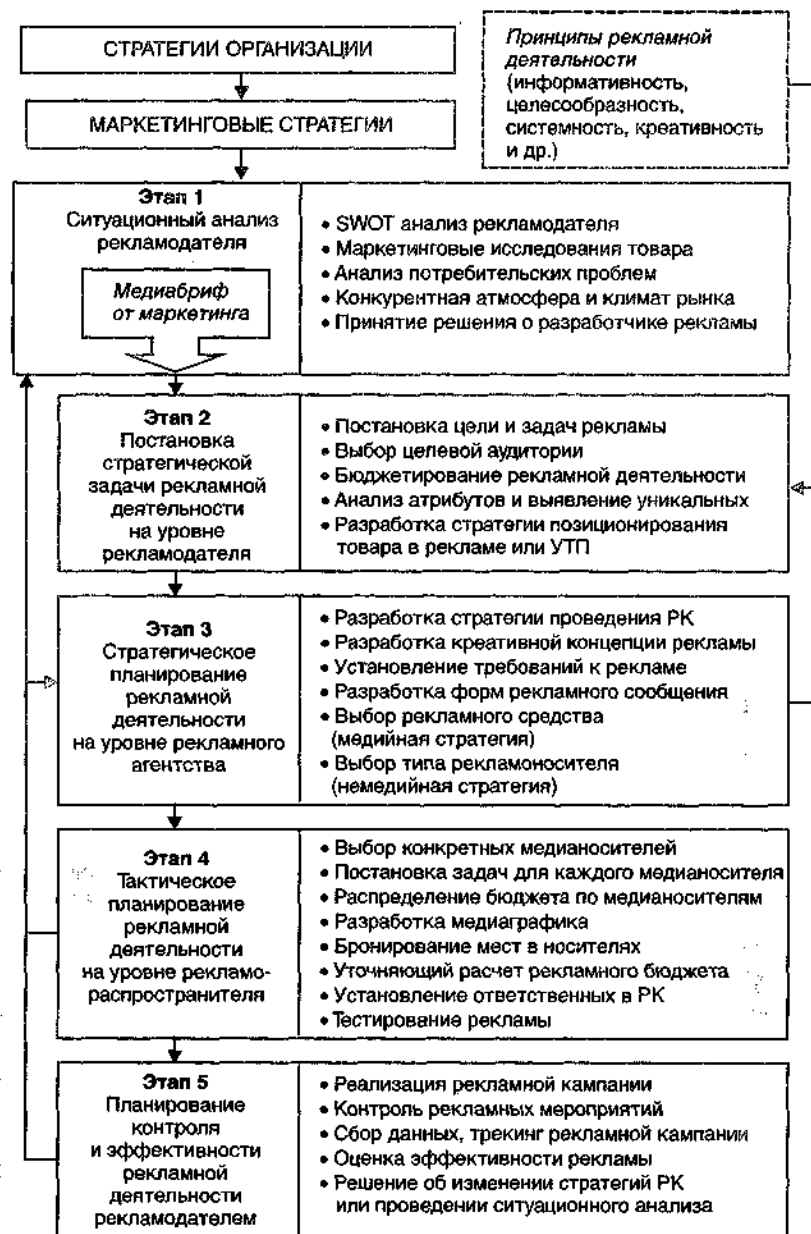 СТРАТЕГИИ ОРГАНИЗАЦИИ
МАРКЕТИНГОВЫЕ СТРАТЕГИИ
Принципы рекламной
деятельности
(информативность,
целесообразность,
системность, креативность
и др.)
Этап 1
Ситуационный анализ
рекламодателя
Медиабриф
от маркетинга
• SWOT анализ рекламодателя
• Маркетинговые исследования товара
• Анализ потребительских проблем
• Конкурентная атмосфера и климат рынка
• Принятие решения о разработчике рекламы
Этап 2
Постановка
стратегической
задачи рекламной
деятельности
на уровне
рекламодателя
• Постановка цели и задач рекламы
• Выбор целевой аудитории
• Бюджетирование рекламной деятельности
• Анализ атрибутов и выявление уникальных
• Разработка стратегии позиционирования
товара в рекламе или УТП
Этап 3
Стратегическое
планирование
рекламной
деятельности
на уровне рекламного
агентства
• Разработка стратегии проведения РК
• Разработка креативной концепции рекламы
• Установление требований к рекламе
• Разработка форм рекламного сообщения
• Выбор рекламного средства
(медийная стратегия)
• Выбор типа рекламоносителя
(немедийная стратегия)
Этап 4
Тактическое
планирование
рекламной
деятельности
на уровне рекламо-
распространителя
• Выбор конкретных медианосителей
• Постановка задач для каждого медианосителя
• Распределение бюджета по медианосителям
• Разработка медиаграфика
• Бронирование мест в носителях
• Уточняющий расчет рекламного бюджета
• Установление ответственных в РК
• Тестирование рекламы
Этап 5
Планирование
контроля
и эффективности
рекламной
деятельности
рекламодателем
• Реализация рекламной кампании
• Контроль рекламных мероприятий
• Сбор данных, трекинг рекламной кампании
• Оценка эффективности рекламы
• Решение об изменении стратегий РК
или проведении ситуационного анализа